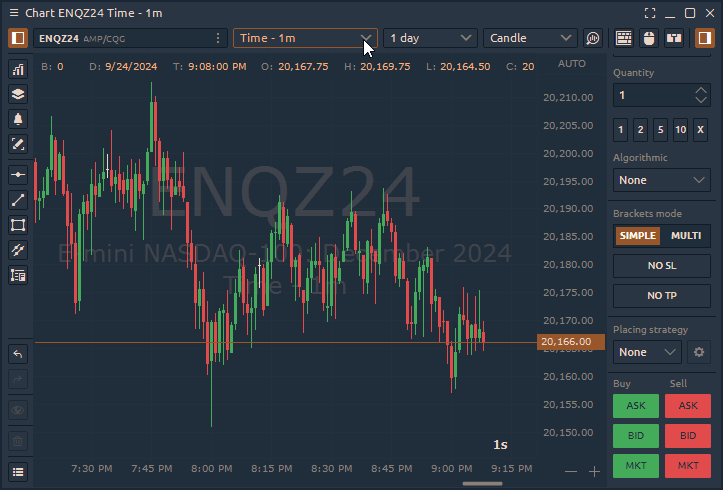 Chart ENQZ24 Time - 1m
ENQZ24 AMP/CQG
Time - 1m
1 day
Candle
B: 0 D: 9/24/2024 T: 9:08:00 PM O: 20,167.75 H: 20,169.75 L: 20,164.50 C: 20
AUTO
20,210.00
20,205.00
20,200.00
20,195.00
20,190.00
20,185.00
20,180.00
20,175.00
20,170.00
20,166.00
20,160.00
20,155.00
20,150.00
ENQZ24
E-mini NASDAQ-100 December 2024
Time - 1m
1s
7:30 PM 7:45 PM 8:00 PM 8:15 PM 8:30 PM 8:45 PM 9:00 PM 9:15 PM
Quantity
1
1 2 5 10 X
Algorithmic
None
Brackets mode
SIMPLE MULTI
NO SL
NO TP
Placing strategy
None
Buy Sell
ASK ASK
BID BID
MKT MKT